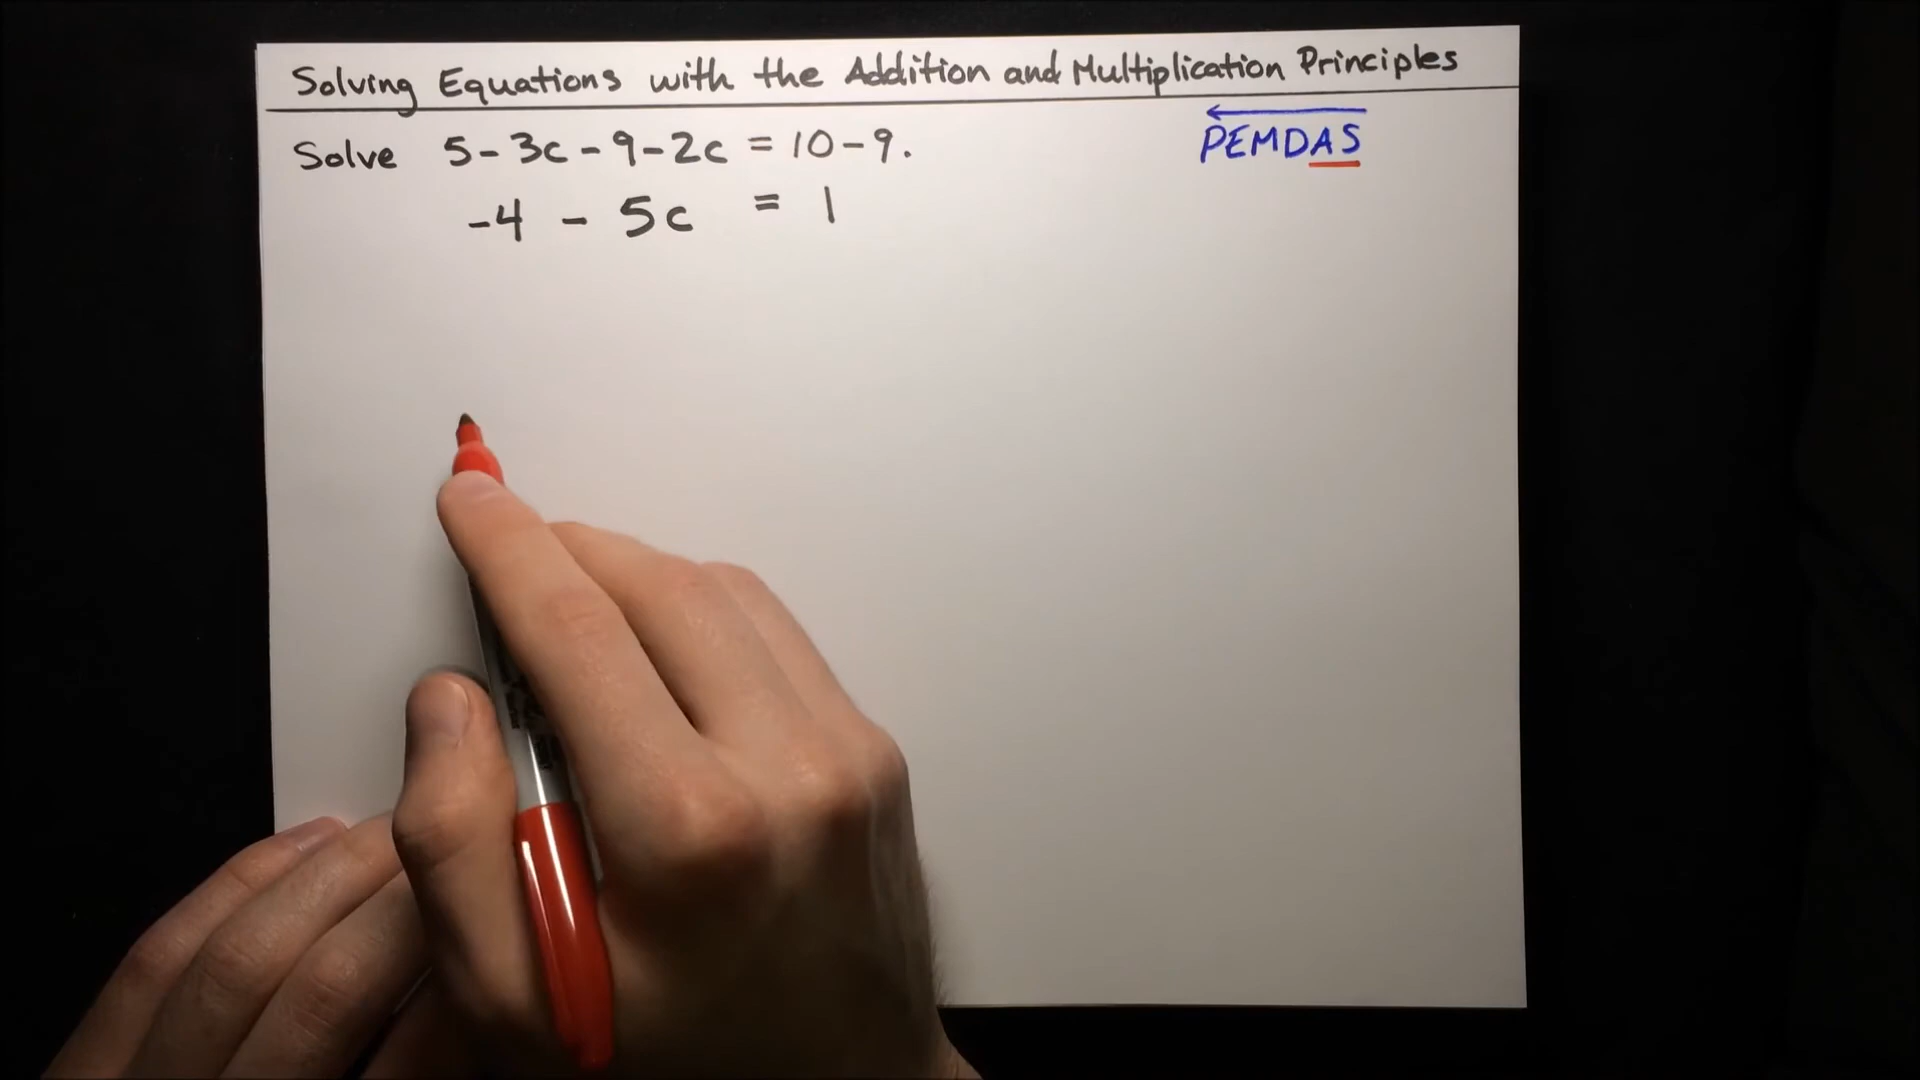 Solving Equations with the Addition and Multiplication Principles
Solve 5-3c-9-2c=10-9.
PEMDAS
-4 - 5c = 1